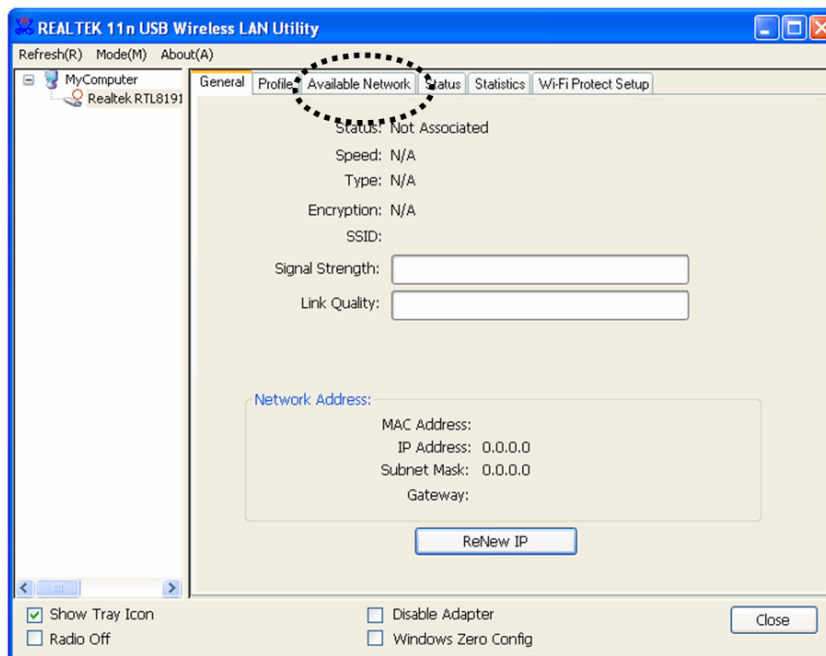 REALTEK 11n USB Wireless LAN Utility
Refresh(R) Mode(M) About(A)
MyComputer
Realtek RTL8191
General Profile Available Network Status Statistics Wi-Fi Protect Setup
Status: Not Associated
Speed: N/A
Type: N/A
Encryption: N/A
SSID:
Signal Strength:
Link Quality:
Network Address:
MAC Address:
IP Address: 0.0.0.0
Subnet Mask: 0.0.0.0
Gateway:
ReNew IP
Show Tray Icon Disable Adapter Close
Radio Off Windows Zero Config